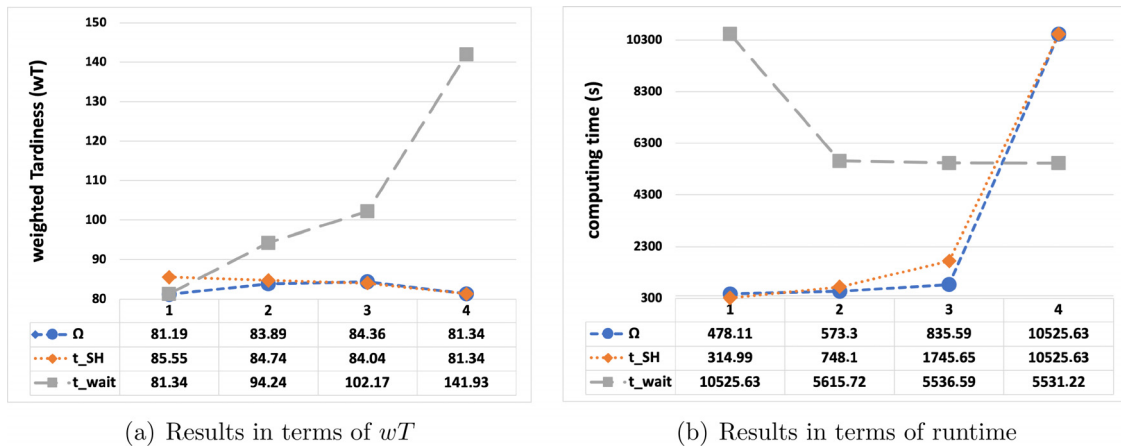 150
140
130
120
110
100
90
80
weighted Tardiness (wT)
1 2 3 4
Ω 81.19 83.89 84.36 81.34
t_SH 85.55 84.74 84.04 81.34
t_wait 81.34 94.24 102.17 141.93
(a) Results in terms of wT
10300
8300
6300
4300
2300
300
computing time (s)
1 2 3 4
Ω 478.11 573.3 835.59 10525.63
t_SH 314.99 748.1 1745.65 10525.63
t_wait 10525.63 5615.72 5536.59 5531.22
(b) Results in terms of runtime